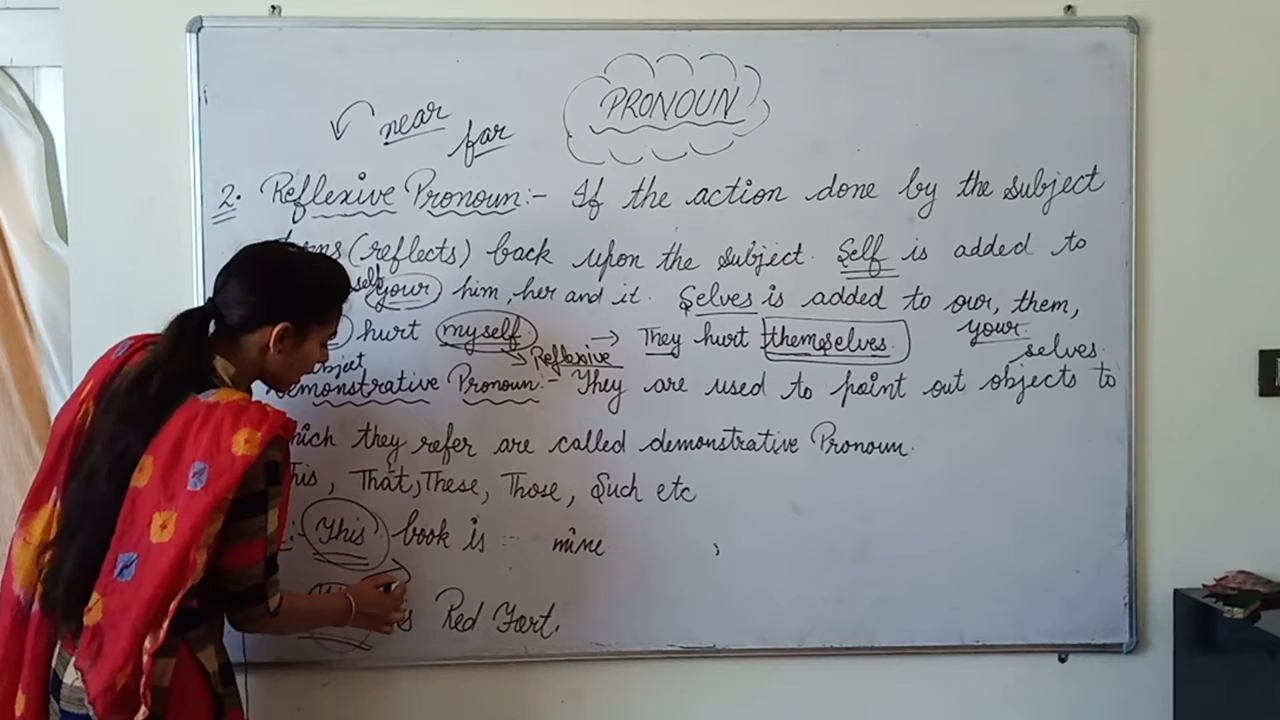 PRONOUN
near
far
2. Reflexive Pronoun:- If the action done by the subject
(reflects) back upon the subject. Self is added to
self
your him, her and it. Selves is added to our, them,
your
selves.
hurt myself. → They hurt themselves.
Reflexive
Pronoun:- They are used to point out objects to
they refer are called demonstrative Pronoun.
That, These, Those, Such etc
This book is mine
Red Fort.